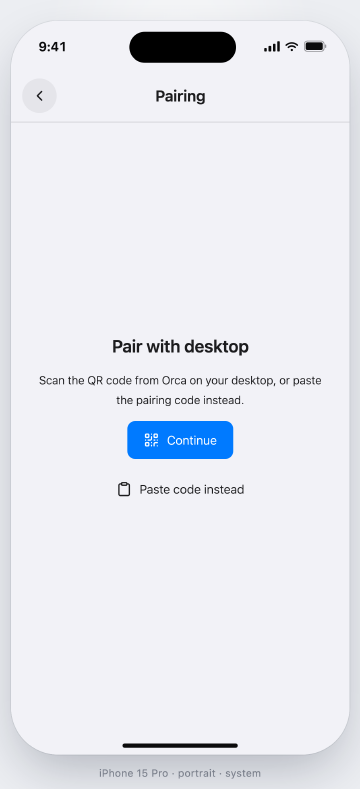 9:41
Pairing
Pair with desktop
Scan the QR code from Orca on your desktop, or paste
the pairing code instead.
Continue
Paste code instead
iPhone 15 Pro · portrait · system